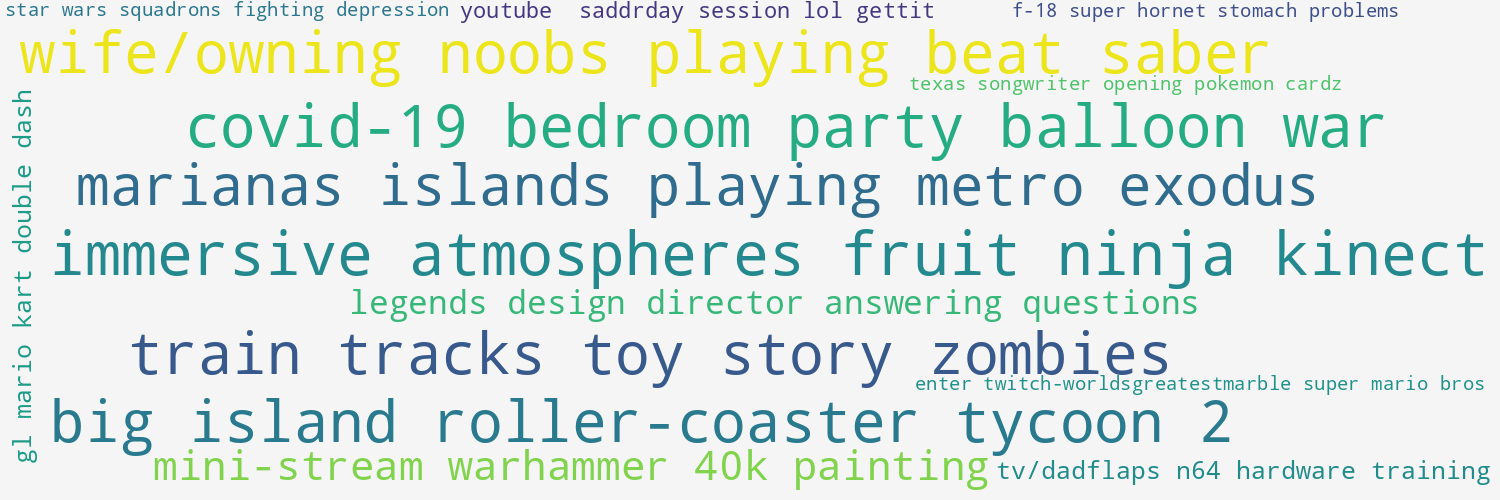 star wars squadrons fighting depression
youtube saddrday session lol gettit
f-18 super hornet stomach problems
wife/owning noobs playing beat saber
texas songwriter opening pokemon cardz
covid-19 bedroom party balloon war
marianas islands playing metro exodus
immersive atmospheres fruit ninja kinect
legends design director answering questions
train tracks toy story zombies
enter twitch-worldsgreatestmarble super mario bros
big island roller-coaster tycoon 2
mini-stream warhammer 40k painting
tv/dadflaps n64 hardware training
gl mario kart double dash